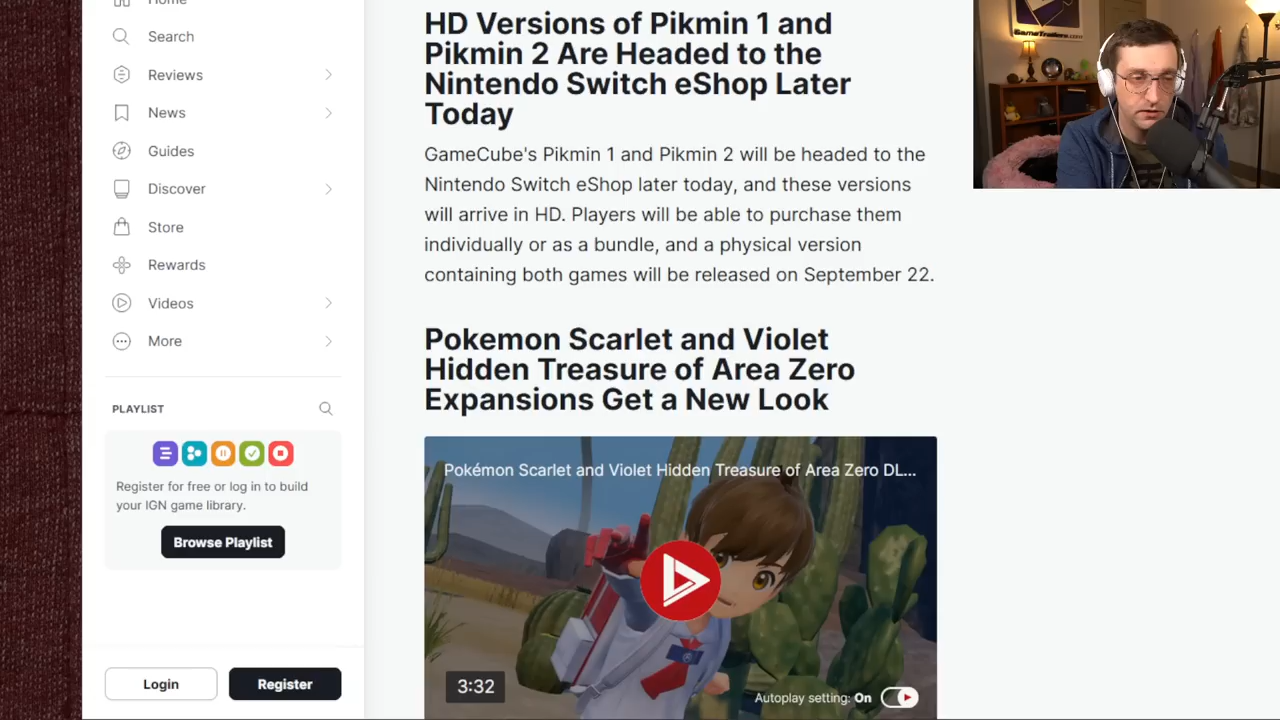 Home
Search
Reviews
News
Guides
Discover
Store
Rewards
Videos
More
PLAYLIST
Register for free or log in to build
your IGN game library.
Browse Playlist
Login
Register
HD Versions of Pikmin 1 and
Pikmin 2 Are Headed to the
Nintendo Switch eShop Later
Today
GameCube's Pikmin 1 and Pikmin 2 will be headed to the
Nintendo Switch eShop later today, and these versions
will arrive in HD. Players will be able to purchase them
individually or as a bundle, and a physical version
containing both games will be released on September 22.
Pokemon Scarlet and Violet
Hidden Treasure of Area Zero
Expansions Get a New Look
Pokémon Scarlet and Violet Hidden Treasure of Area Zero DL...
3:32
Autoplay setting: On
GameTrailers.com